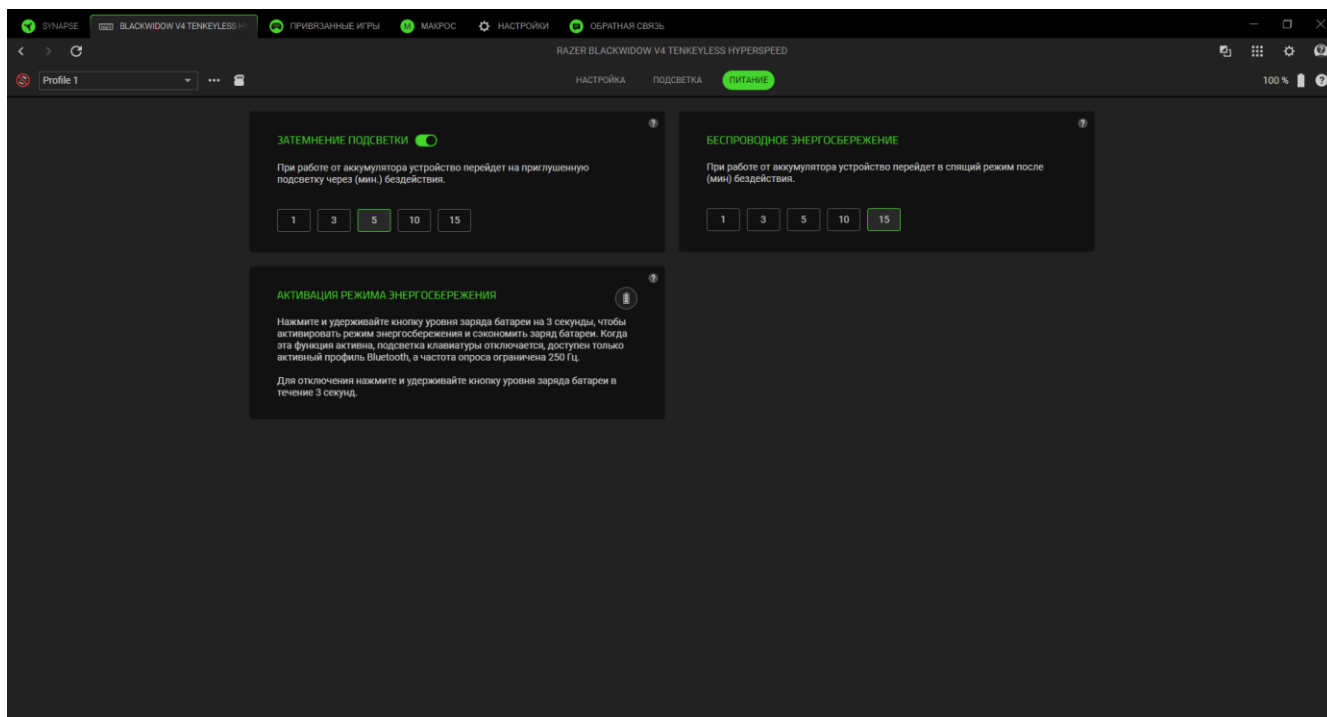 SYNAPSE
BLACKWIDOW V4 TENKEYLESS H
ПРИВЯЗАННЫЕ ИГРЫ
МАКРОС
НАСТРОЙКИ
ОБРАТНАЯ СВЯЗЬ
RAZER BLACKWIDOW V4 TENKEYLESS HYPERSPEED
Profile 1
НАСТРОЙКА
ПОДСВЕТКА
ПИТАНИЕ
100 %
ЗАТЕМНЕНИЕ ПОДСВЕТКИ
При работе от аккумулятора устройство перейдет на приглушенную
подсветку через (мин.) бездействия.
1 3 5 10 15
БЕСПРОВОДНОЕ ЭНЕРГОСБЕРЕЖЕНИЕ
При работе от аккумулятора устройство перейдет в спящий режим после
(мин) бездействия.
1 3 5 10 15
АКТИВАЦИЯ РЕЖИМА ЭНЕРГОСБЕРЕЖЕНИЯ
Нажмите и удерживайте кнопку уровня заряда батареи на 3 секунды, чтобы
активировать режим энергосбережения и сэкономить заряд батареи. Когда
эта функция активна, подсветка клавиатуры отключается, доступен только
активный профиль Bluetooth, а частота опроса ограничена 250 Гц.
Для отключения нажмите и удерживайте кнопку уровня заряда батареи в
течение 3 секунд.